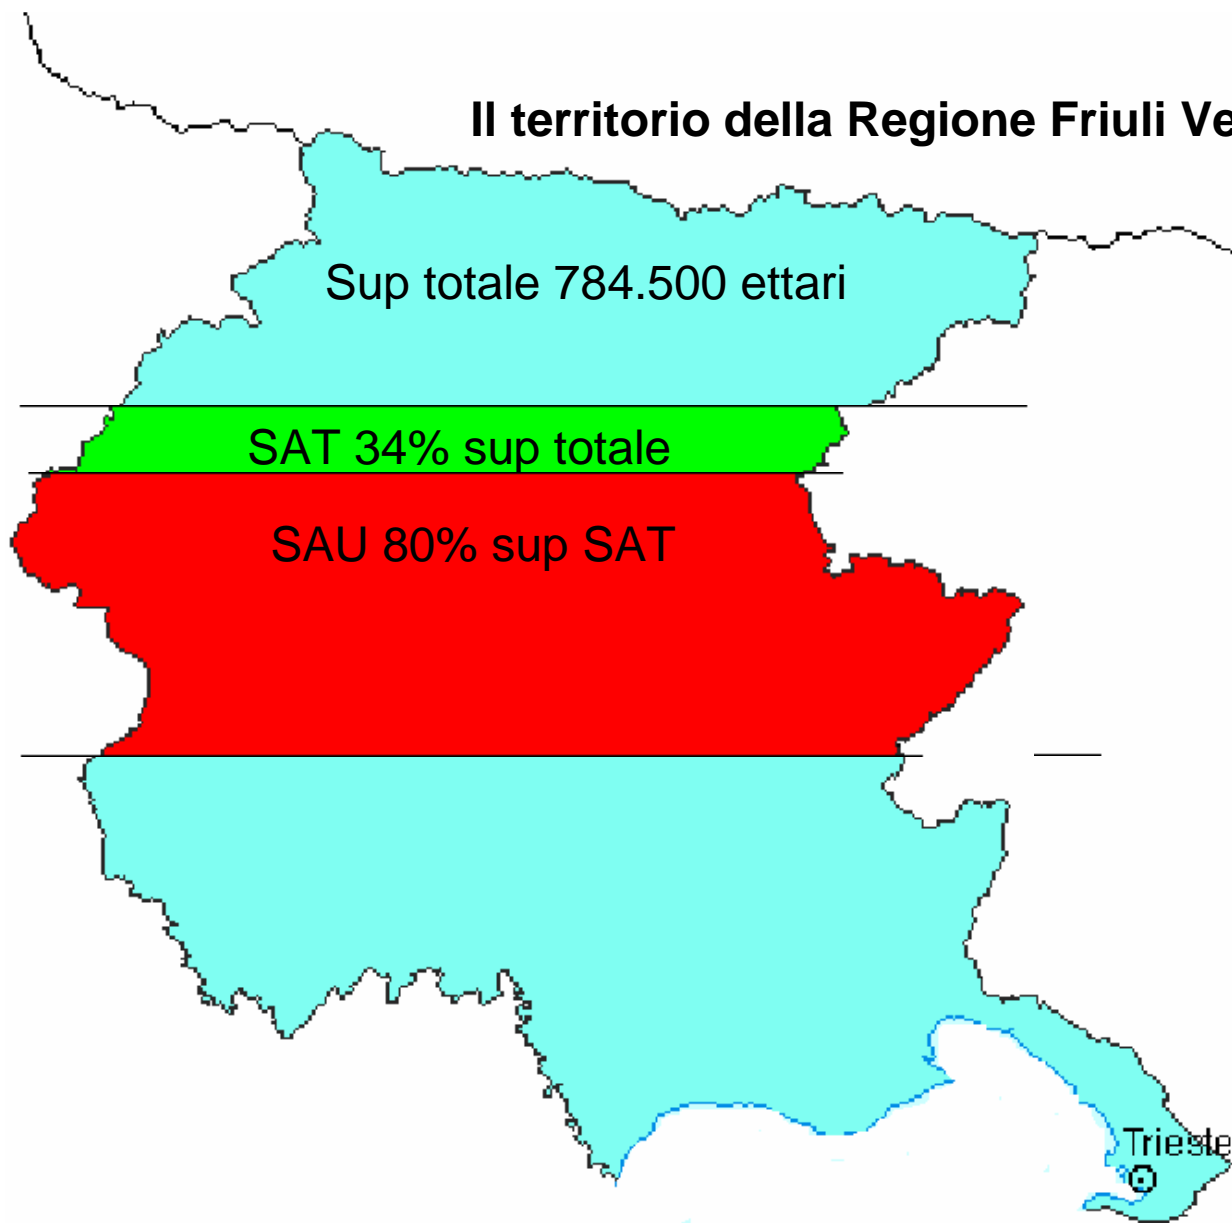 Il territorio della Regione Friuli Ve
Sup totale 784.500 ettari
SAT 34% sup totale
SAU 80% sup SAT
Trieste